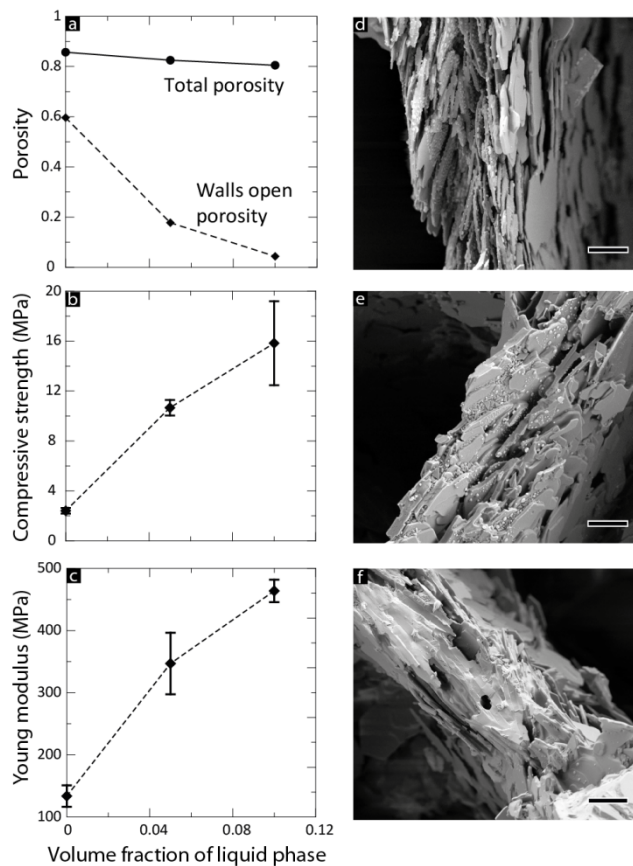 a
1
0.8
0.6
0.4
0.2
0
Porosity
Total porosity
Walls open
porosity
b
20
16
12
8
4
0
Compressive strength (MPa)
c
500
400
300
200
100
Young modulus (MPa)
0
0.04
0.08
0.12
Volume fraction of liquid phase
d
e
f